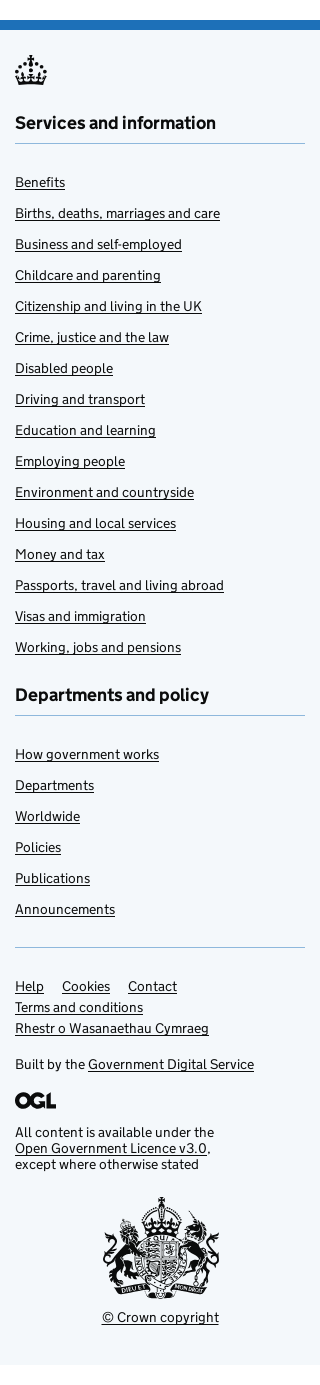 Services and information
Benefits
Births, deaths, marriages and care
Business and self-employed
Childcare and parenting
Citizenship and living in the UK
Crime, justice and the law
Disabled people
Driving and transport
Education and learning
Employing people
Environment and countryside
Housing and local services
Money and tax
Passports, travel and living abroad
Visas and immigration
Working, jobs and pensions
Departments and policy
How government works
Departments
Worldwide
Policies
Publications
Announcements
Help Cookies Contact
Terms and conditions
Rhestr o Wasanaethau Cymraeg
Built by the Government Digital Service
OGL
All content is available under the
Open Government Licence v3.0,
except where otherwise stated
DIEU ET MON DROIT
© Crown copyright